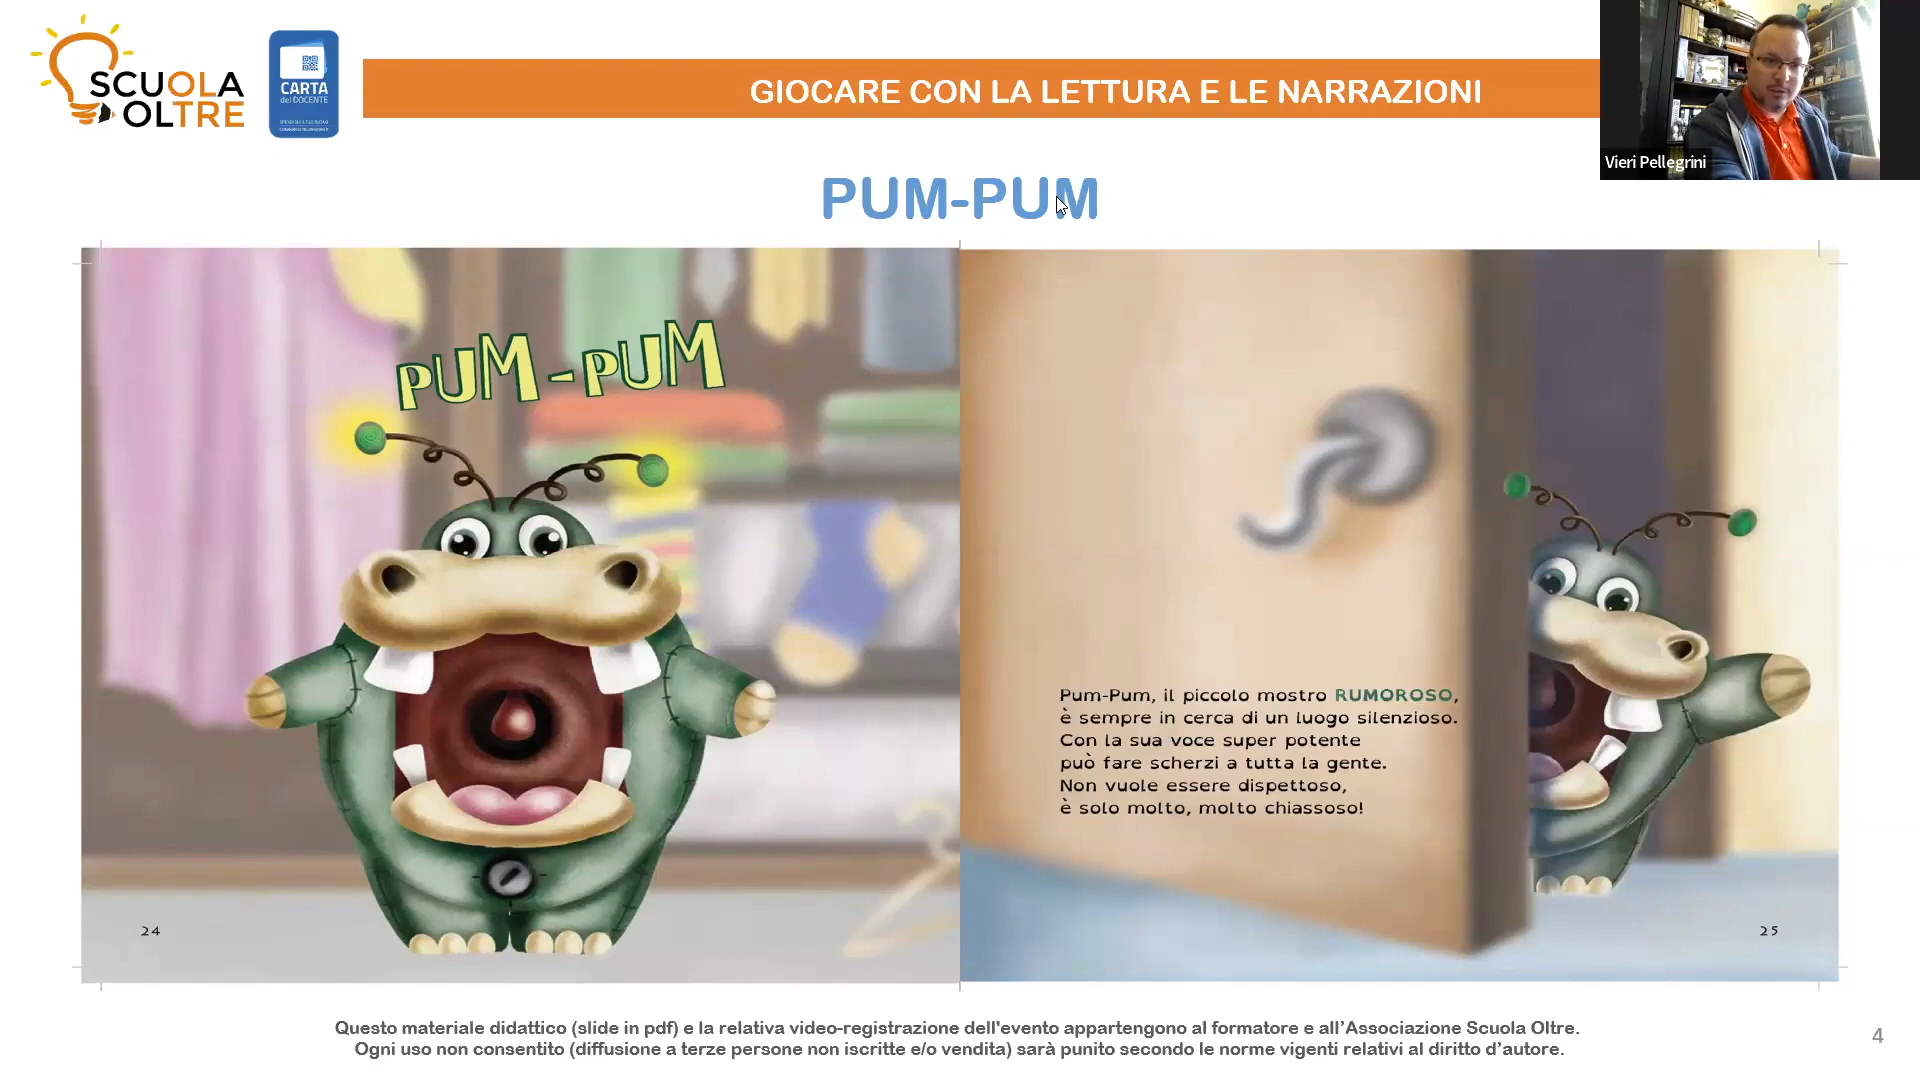 SCUOLA
OLTRE
CARTA
del DOCENTE
GIOCARE CON LA LETTURA E LE NARRAZIONI
Vieri Pellegrini
PUM-PUM
PUM-PUM
Pum-Pum, il piccolo mostro RUMOROSO,
è sempre in cerca di un luogo silenzioso.
Con la sua voce super potente
può fare scherzi a tutta la gente.
Non vuole essere dispettoso,
è solo molto, molto chiassoso!
24
25
Questo materiale didattico (slide in pdf) e la relativa video-registrazione dell'evento appartengono al formatore e all’Associazione Scuola Oltre.
Ogni uso non consentito (diffusione a terze persone non iscritte e/o vendita) sarà punito secondo le norme vigenti relativi al diritto d’autore.
4